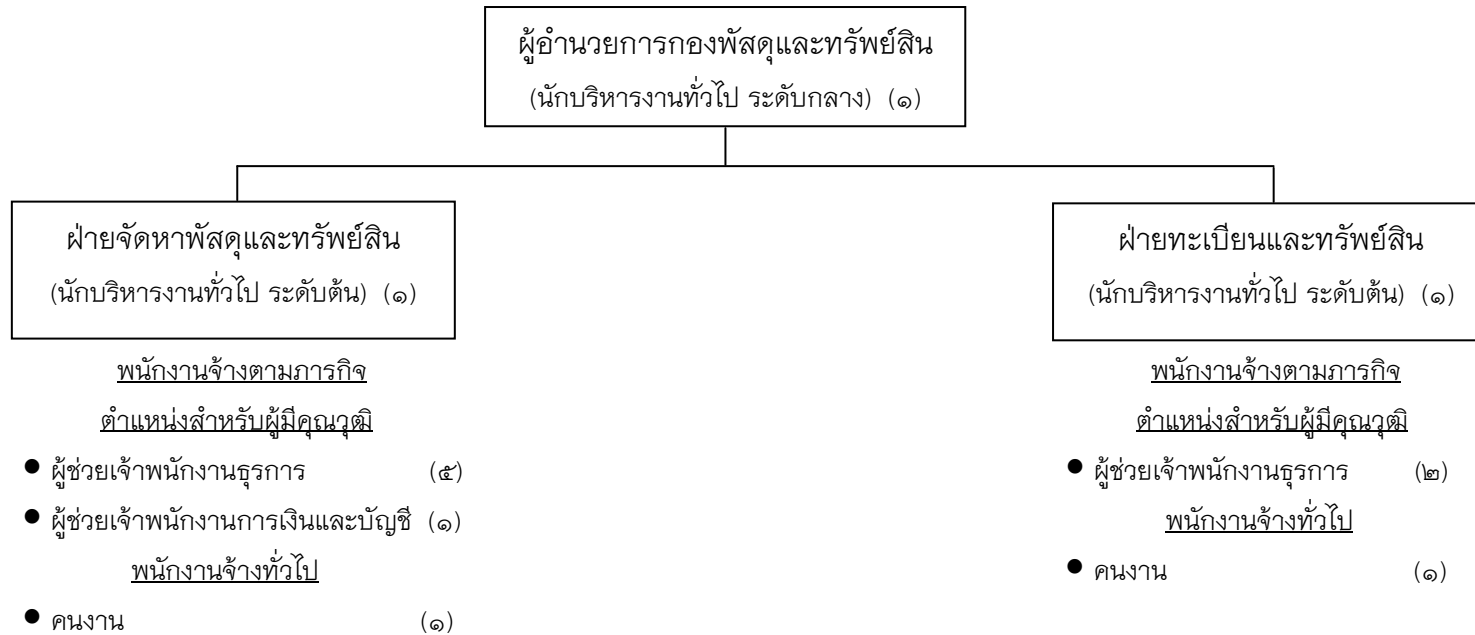 ผู้อำนวยการกองพัสดุและทรัพย์สิน
(นักบริหารงานทั่วไป ระดับกลาง) (๑)
ฝ่ายจัดหาพัสดุและทรัพย์สิน
(นักบริหารงานทั่วไป ระดับต้น) (๑)
พนักงานจ้างตามภารกิจ
ตำแหน่งสำหรับผู้มีคุณวุฒิ
● ผู้ช่วยเจ้าพนักงานธุรการ (๕)
● ผู้ช่วยเจ้าพนักงานการเงินและบัญชี (๑)
พนักงานจ้างทั่วไป
● คนงาน (๑)
ฝ่ายทะเบียนและทรัพย์สิน
(นักบริหารงานทั่วไป ระดับต้น) (๑)
พนักงานจ้างตามภารกิจ
ตำแหน่งสำหรับผู้มีคุณวุฒิ
● ผู้ช่วยเจ้าพนักงานธุรการ (๒)
พนักงานจ้างทั่วไป
● คนงาน (๑)